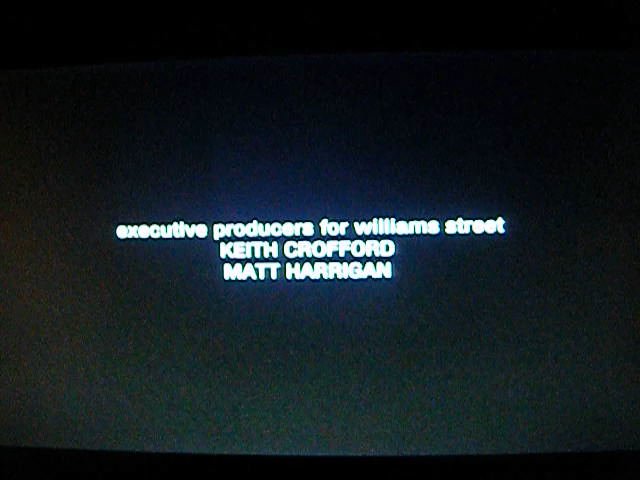 executive producers for williams street
KEITH CROFFORD
MATT HARRIGAN